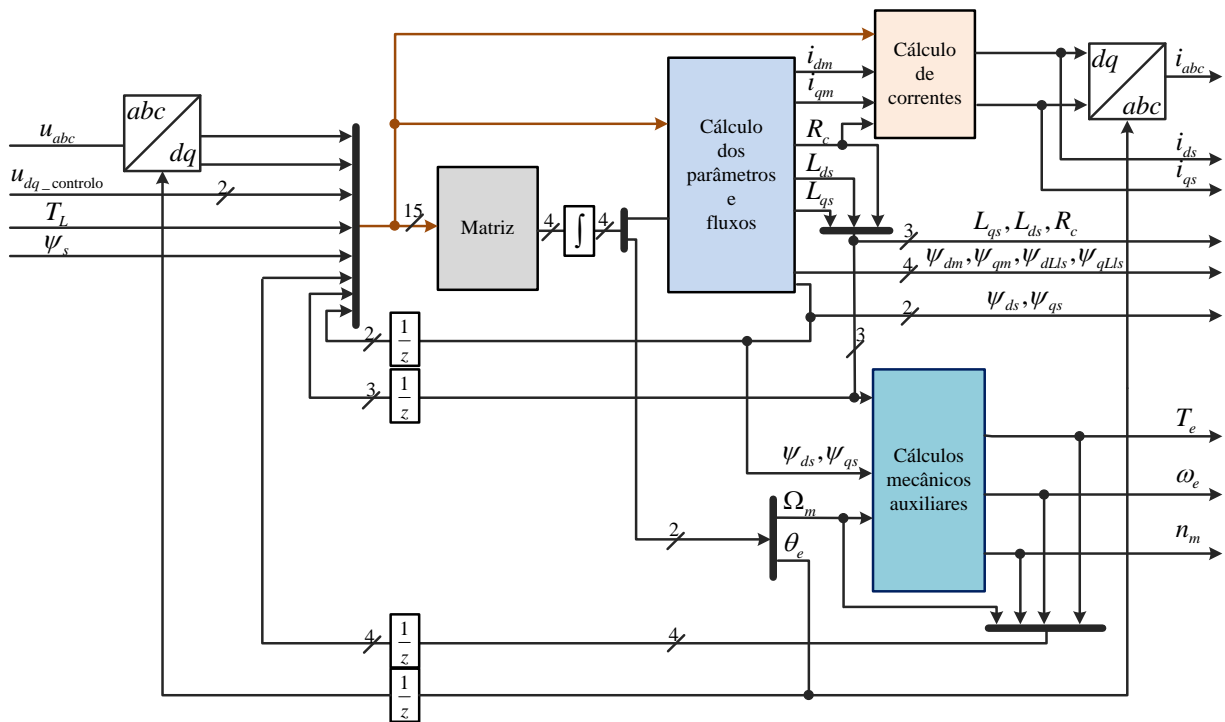 abc
dq
u_abc
u_dq_controlo
2
T_L
ψ_s
15
Matriz
4
∫
4
Cálculo
dos
parâmetros
e
fluxos
i_dm
i_qm
R_c
L_ds
L_qs
Cálculo
de
correntes
dq
abc
i_abc
i_ds
i_qs
3
L_qs, L_ds, R_c
4
ψ_dm, ψ_qm, ψ_dLls, ψ_qLls
2
ψ_ds, ψ_qs
2
1/z
3
3
1/z
ψ_ds, ψ_qs
Cálculos
mecânicos
auxiliares
T_e
ω_e
n_m
2
Ω_m
θ_e
4
1/z
4
1/z